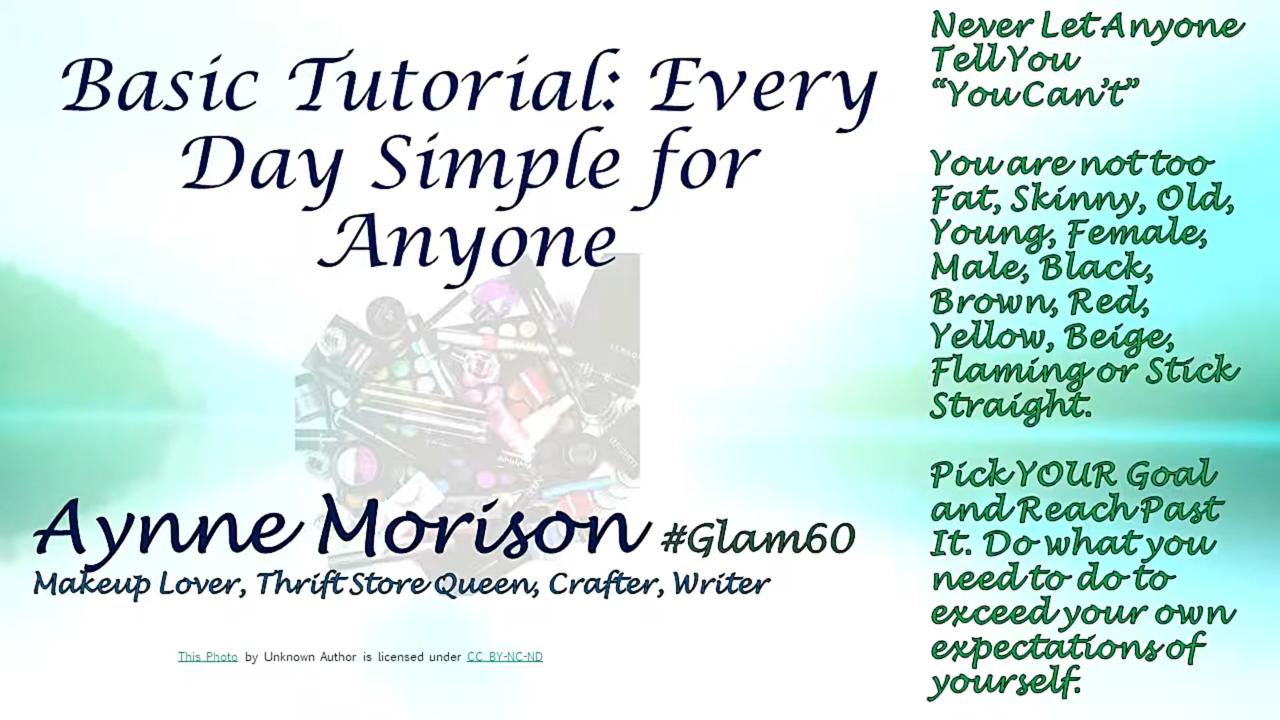 Basic Tutorial: Every
Day Simple for
Anyone
Aynne Morison #Glam60
Makeup Lover, Thrift Store Queen, Crafter, Writer
This Photo by Unknown Author is licensed under CC BY-NC-ND
Never Let Anyone
Tell You
“You Can’t”
You are not too
Fat, Skinny, Old,
Young, Female,
Male, Black,
Brown, Red,
Yellow, Beige,
Flaming or Stick
Straight.
Pick YOUR Goal
and Reach Past
It. Do what you
need to do to
exceed your own
expectations of
yourself.